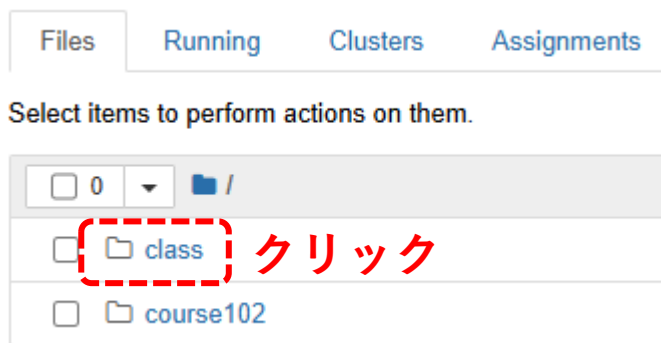 Files Running Clusters Assignments
Select items to perform actions on them.
0 /
class クリック
course102